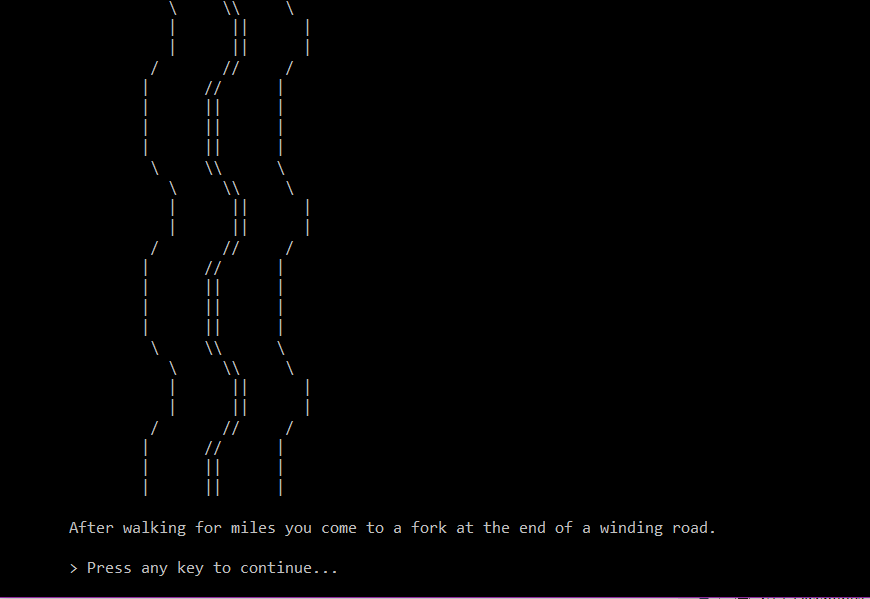 After walking for miles you come to a fork at the end of a winding road.
> Press any key to continue...